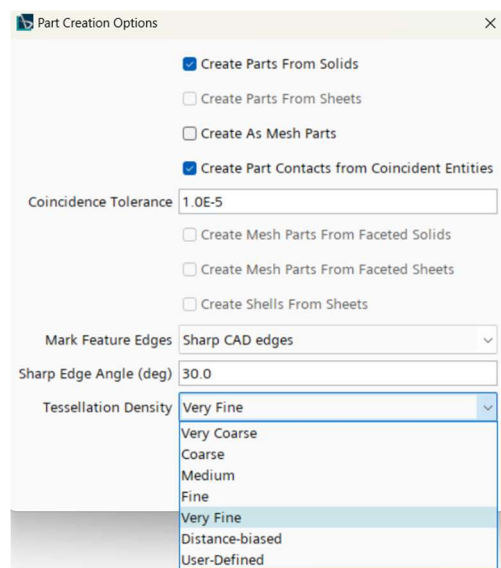 Part Creation Options
Create Parts From Solids
Create Parts From Sheets
Create As Mesh Parts
Create Part Contacts from Coincident Entities
Coincidence Tolerance 1.0E-5
Create Mesh Parts From Faceted Solids
Create Mesh Parts From Faceted Sheets
Create Shells From Sheets
Mark Feature Edges Sharp CAD edges
Sharp Edge Angle (deg) 30.0
Tessellation Density Very Fine
Very Coarse
Coarse
Medium
Fine
Very Fine
Distance-biased
User-Defined